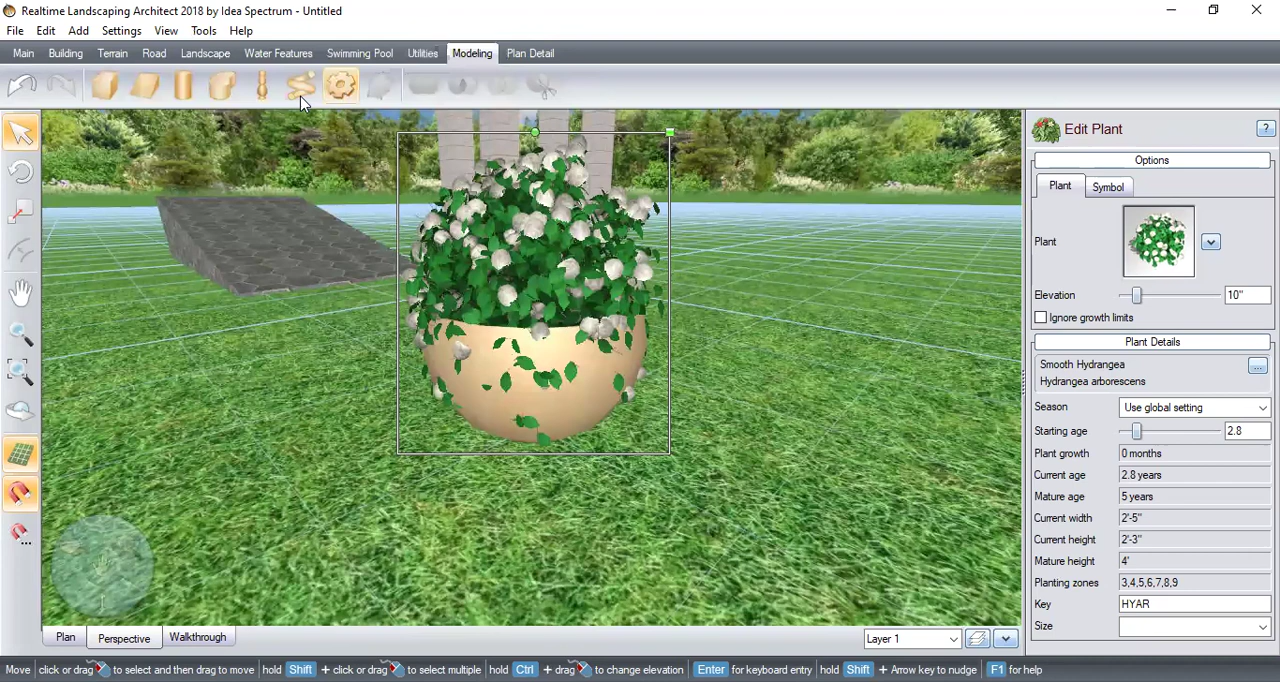 Realtime Landscaping Architect 2018 by Idea Spectrum - Untitled
File Edit Add Settings View Tools Help
Main Building Terrain Road Landscape Water Features Swimming Pool Utilities Modeling Plan Detail
Edit Plant ?
Options
Plant Symbol
Plant
Elevation 10"
Ignore growth limits
Plant Details
Smooth Hydrangea ...
Hydrangea arborescens
Season Use global setting
Starting age 2.8
Plant growth 0 months
Current age 2.8 years
Mature age 5 years
Current width 2'-5"
Current height 2'-3"
Mature height 4'
Planting zones 3,4,5,6,7,8,9
Key HYAR
Size
Plan Perspective Walkthrough Layer 1
Move click or drag to select and then drag to move hold Shift + click or drag to select multiple hold Ctrl + drag to change elevation Enter for keyboard entry hold Shift + Arrow key to nudge F1 for help